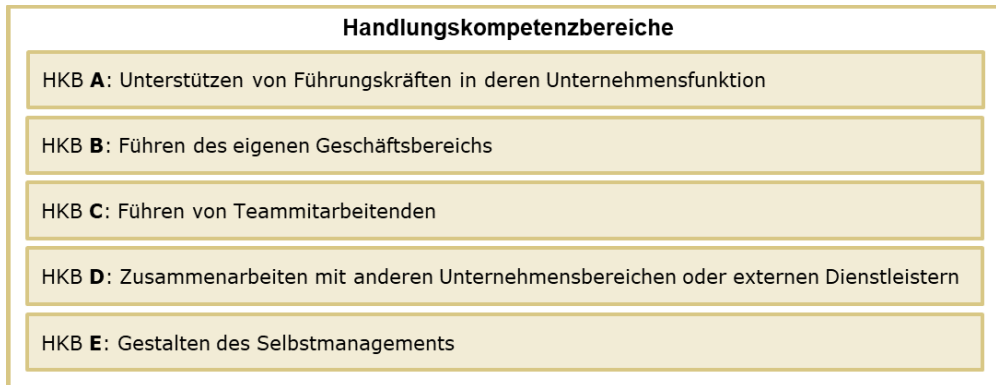 Handlungskompetenzbereiche
HKB A: Unterstützen von Führungskräften in deren Unternehmensfunktion
HKB B: Führen des eigenen Geschäftsbereichs
HKB C: Führen von Teammitarbeitenden
HKB D: Zusammenarbeiten mit anderen Unternehmensbereichen oder externen Dienstleistern
HKB E: Gestalten des Selbstmanagements